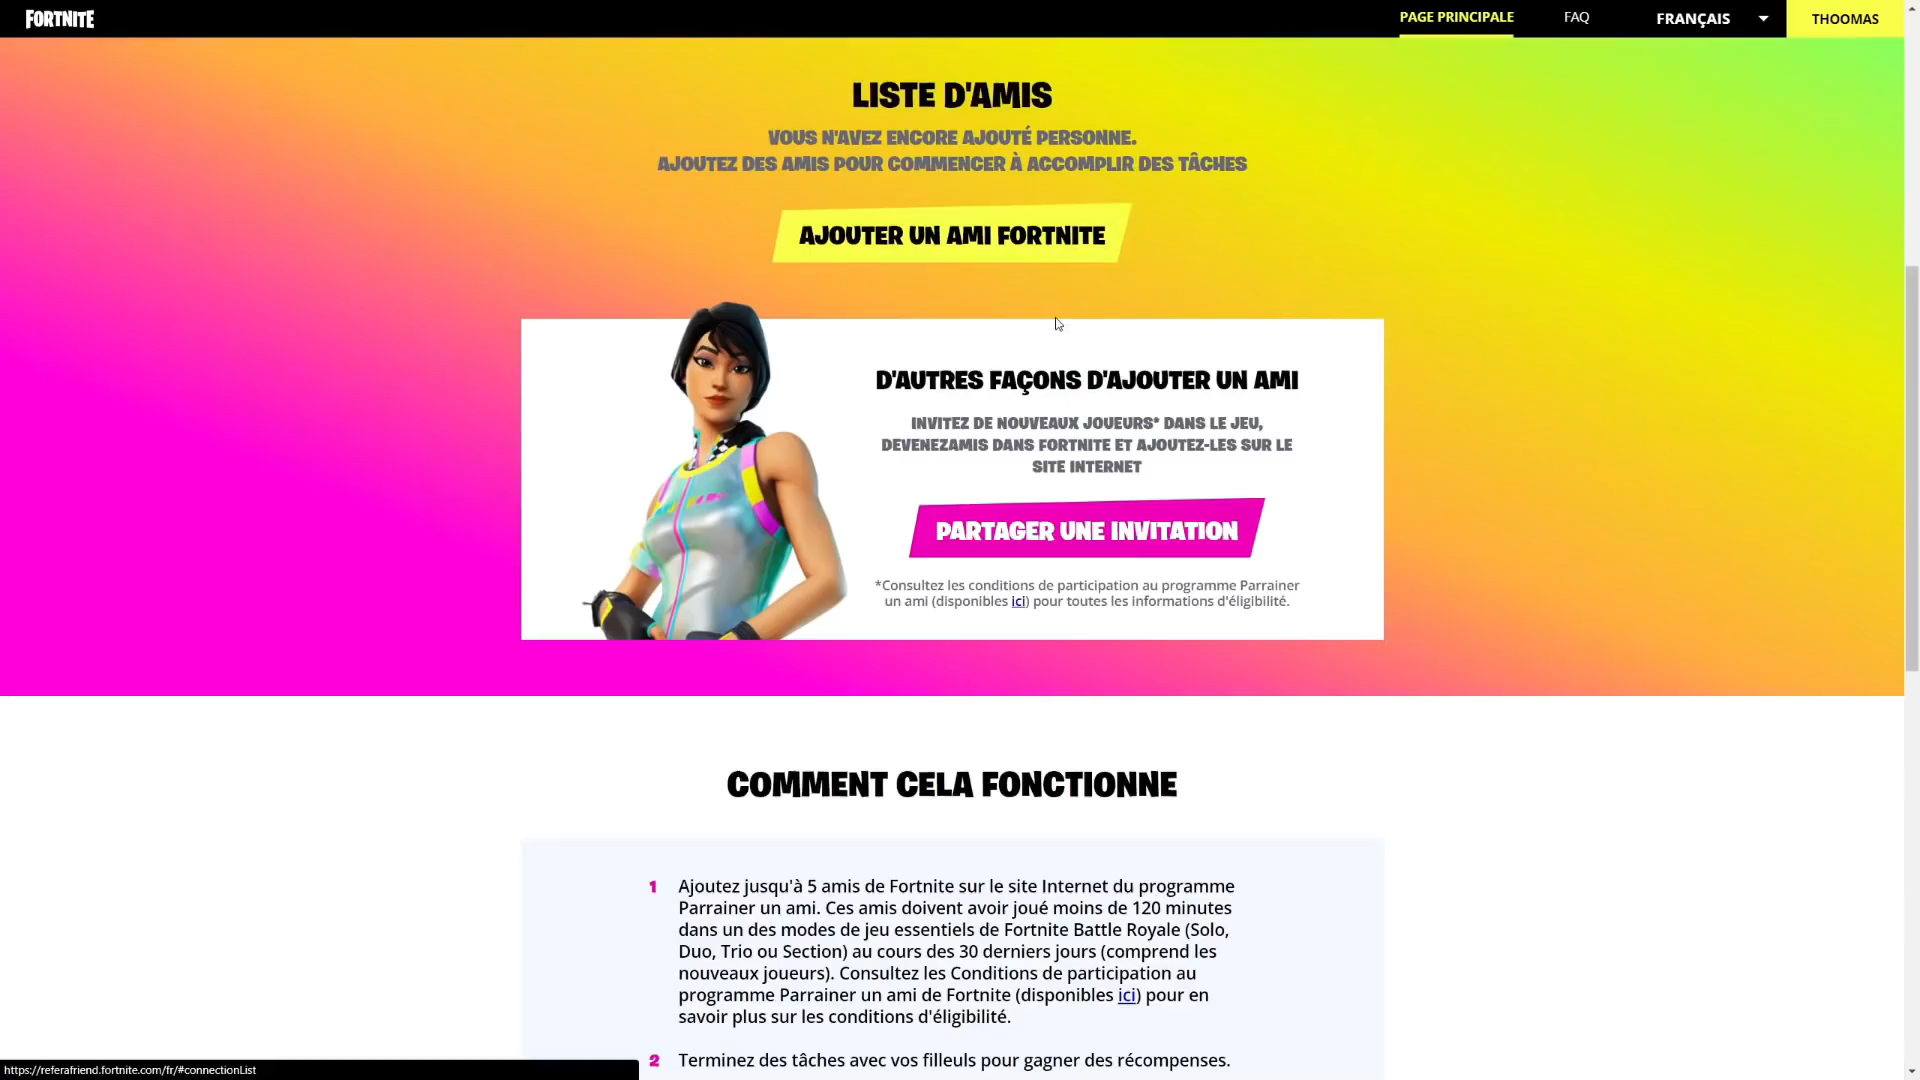 FORTNITE
PAGE PRINCIPALE
FAQ
FRANÇAIS
THOOMAS
LISTE D'AMIS
VOUS N'AVEZ ENCORE AJOUTÉ PERSONNE.
AJOUTEZ DES AMIS POUR COMMENCER À ACCOMPLIR DES TÂCHES
AJOUTER UN AMI FORTNITE
D'AUTRES FAÇONS D'AJOUTER UN AMI
INVITEZ DE NOUVEAUX JOUEURS* DANS LE JEU,
DEVENEZAMIS DANS FORTNITE ET AJOUTEZ-LES SUR LE
SITE INTERNET
PARTAGER UNE INVITATION
*Consultez les conditions de participation au programme Parrainer
un ami (disponibles ici) pour toutes les informations d'éligibilité.
COMMENT CELA FONCTIONNE
1 Ajoutez jusqu'à 5 amis de Fortnite sur le site Internet du programme
Parrainer un ami. Ces amis doivent avoir joué moins de 120 minutes
dans un des modes de jeu essentiels de Fortnite Battle Royale (Solo,
Duo, Trio ou Section) au cours des 30 derniers jours (comprend les
nouveaux joueurs). Consultez les Conditions de participation au
programme Parrainer un ami de Fortnite (disponibles ici) pour en
savoir plus sur les conditions d'éligibilité.
2 Terminez des tâches avec vos filleuls pour gagner des récompenses.
https://referafriend.fortnite.com/fr/#connectionList